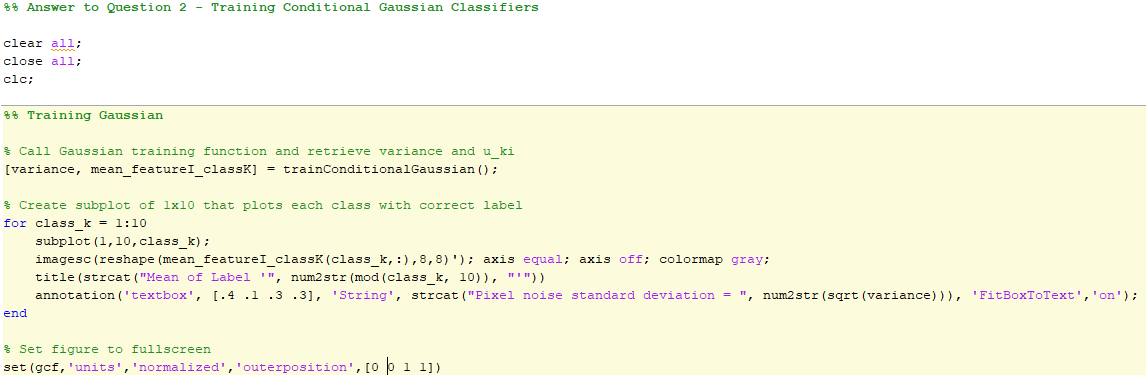 %% Answer to Question 2 - Training Conditional Gaussian Classifiers
clear all;
close all;
clc;
%% Training Gaussian
% Call Gaussian training function and retrieve variance and u_ki
[variance, mean_featureI_classK] = trainConditionalGaussian();
% Create subplot of 1x10 that plots each class with correct label
for class_k = 1:10
    subplot(1,10,class_k);
    imagesc(reshape(mean_featureI_classK(class_k,:),8,8)'); axis equal; axis off; colormap gray;
    title(strcat("Mean of Label '", num2str(mod(class_k, 10)), "'"))
    annotation('textbox', [.4 .1 .3 .3], 'String', strcat("Pixel noise standard deviation = ", num2str(sqrt(variance))), 'FitBoxToText','on');
end
% Set figure to fullscreen
set(gcf,'units','normalized','outerposition',[0 0 1 1])